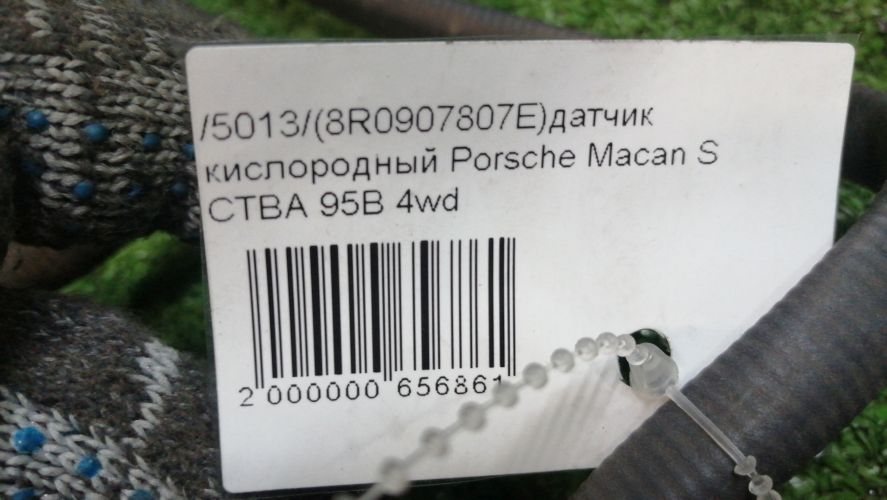 /5013/(8R0907807E)датчик
кислородный Porsche Macan S
CTBA 95B 4wd
2 000000 656861